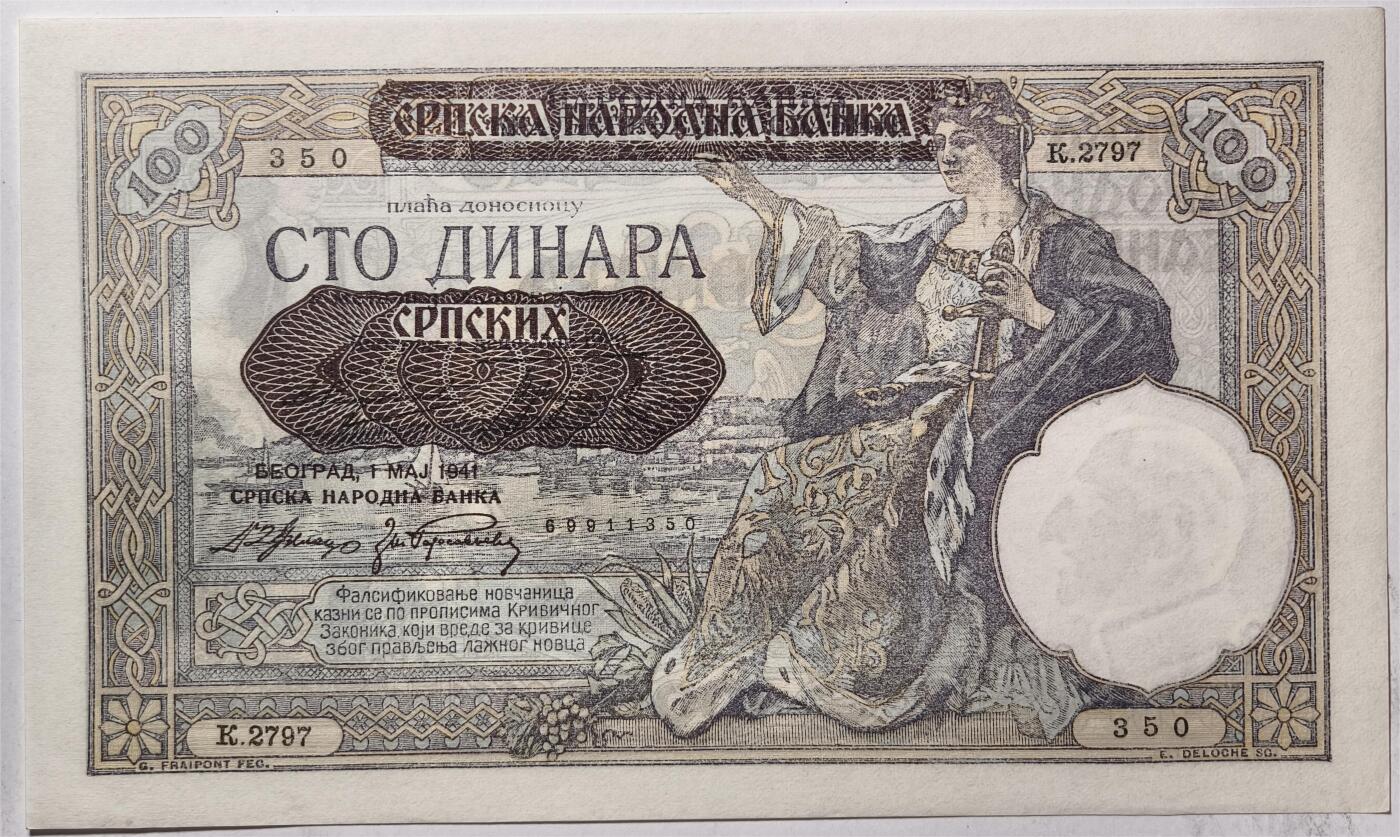 СРПСКА НАРОДНА БАНКА
100
350
К.2797
100
плаћа доносиоцу
СТО ДИНАРА
СРПСКИХ
БЕОГРАД, 1 МАЈ 1941
СРПСКА НАРОДНА БАНКА
69911350
Фалсификовање новчаница
казни се по прописима Кривичног
Законика, који вреде за кривице
због прављења лажног новца
К.2797
350
G. FRAIPONT FEC.
E. DELOCHE SC.